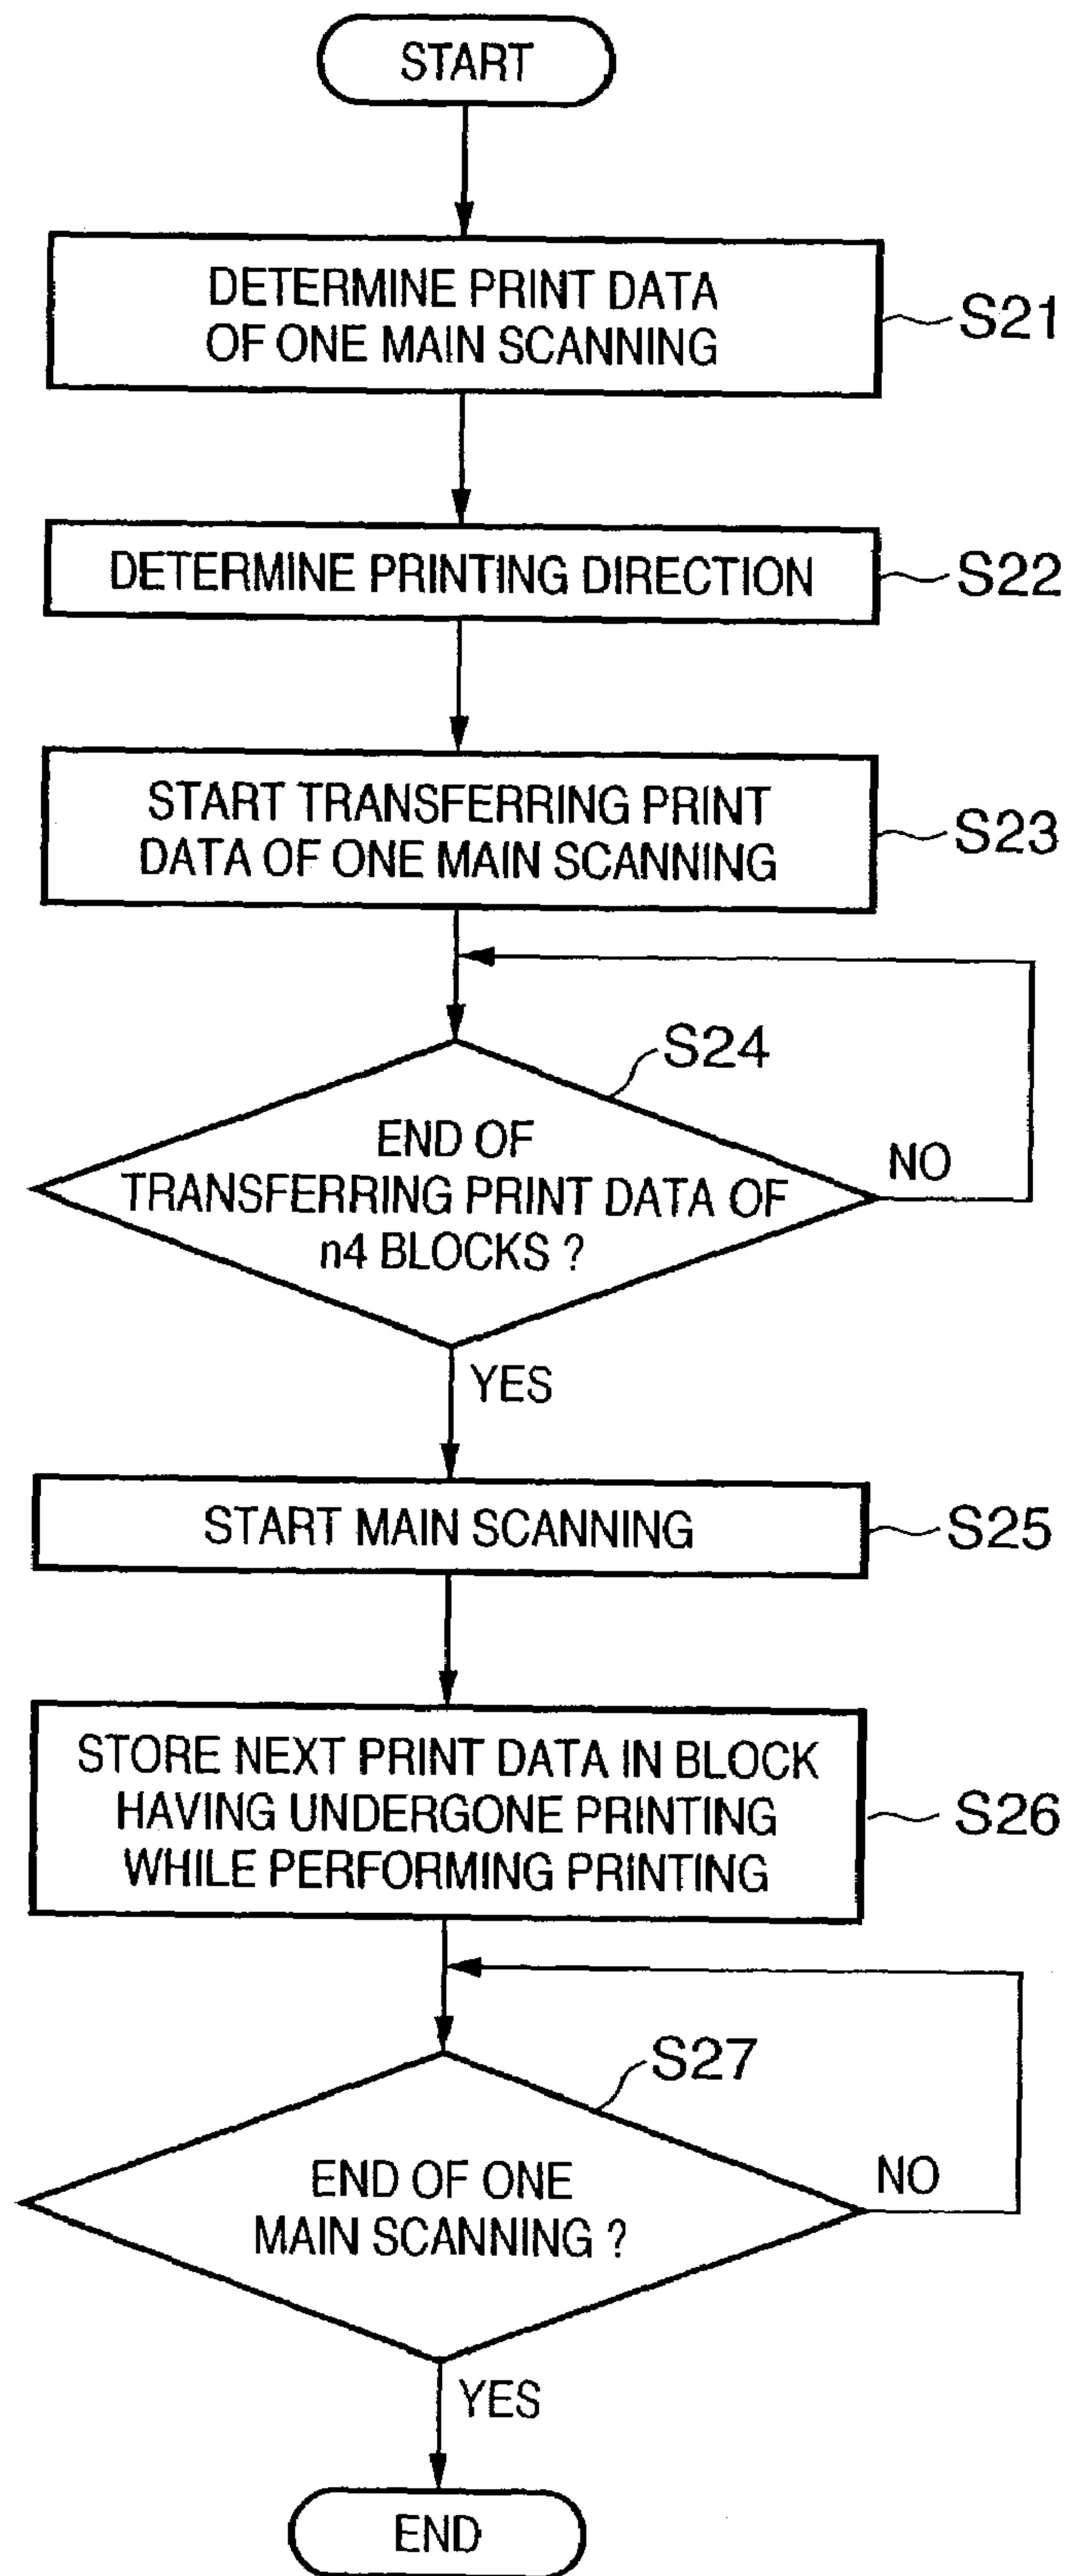 START
DETERMINE PRINT DATA
OF ONE MAIN SCANNING
S21
DETERMINE PRINTING DIRECTION
S22
START TRANSFERRING PRINT
DATA OF ONE MAIN SCANNING
S23
S24
END OF
TRANSFERRING PRINT DATA OF
n4 BLOCKS ?
NO
YES
START MAIN SCANNING
S25
STORE NEXT PRINT DATA IN BLOCK
HAVING UNDERGONE PRINTING
WHILE PERFORMING PRINTING
S26
S27
END OF ONE
MAIN SCANNING ?
NO
YES
END